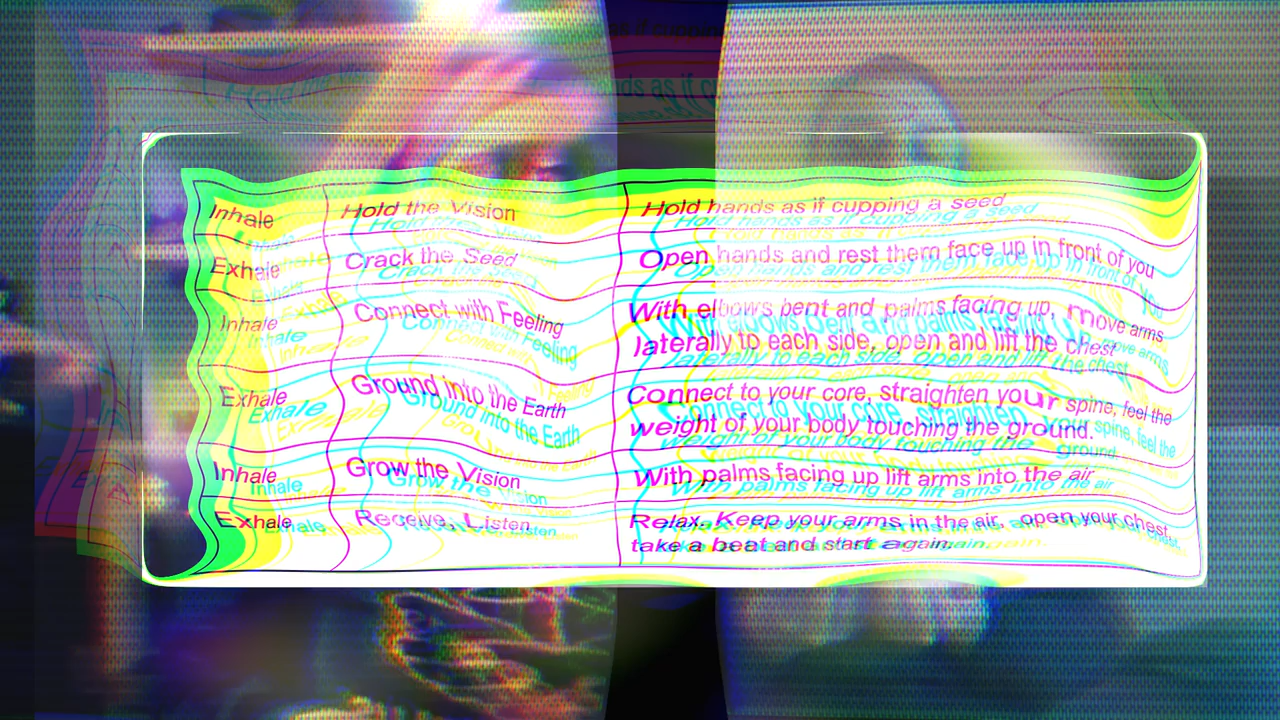 Inhale Hold the Vision Hold hands as if cupping a seed
Exhale Crack the Seed Open hands and rest them face up in front of you
Inhale Connect with Feeling With elbows bent and palms facing up, move arms
laterally to each side, open and lift the chest
Exhale Ground into the Earth Connect to your core, straighten your spine, feel the
weight of your body touching the ground.
Inhale Grow the Vision With palms facing up lift arms into the air
Exhale Receive, Listen Relax. Keep your arms in the air, open your chest,
take a beat and start again.